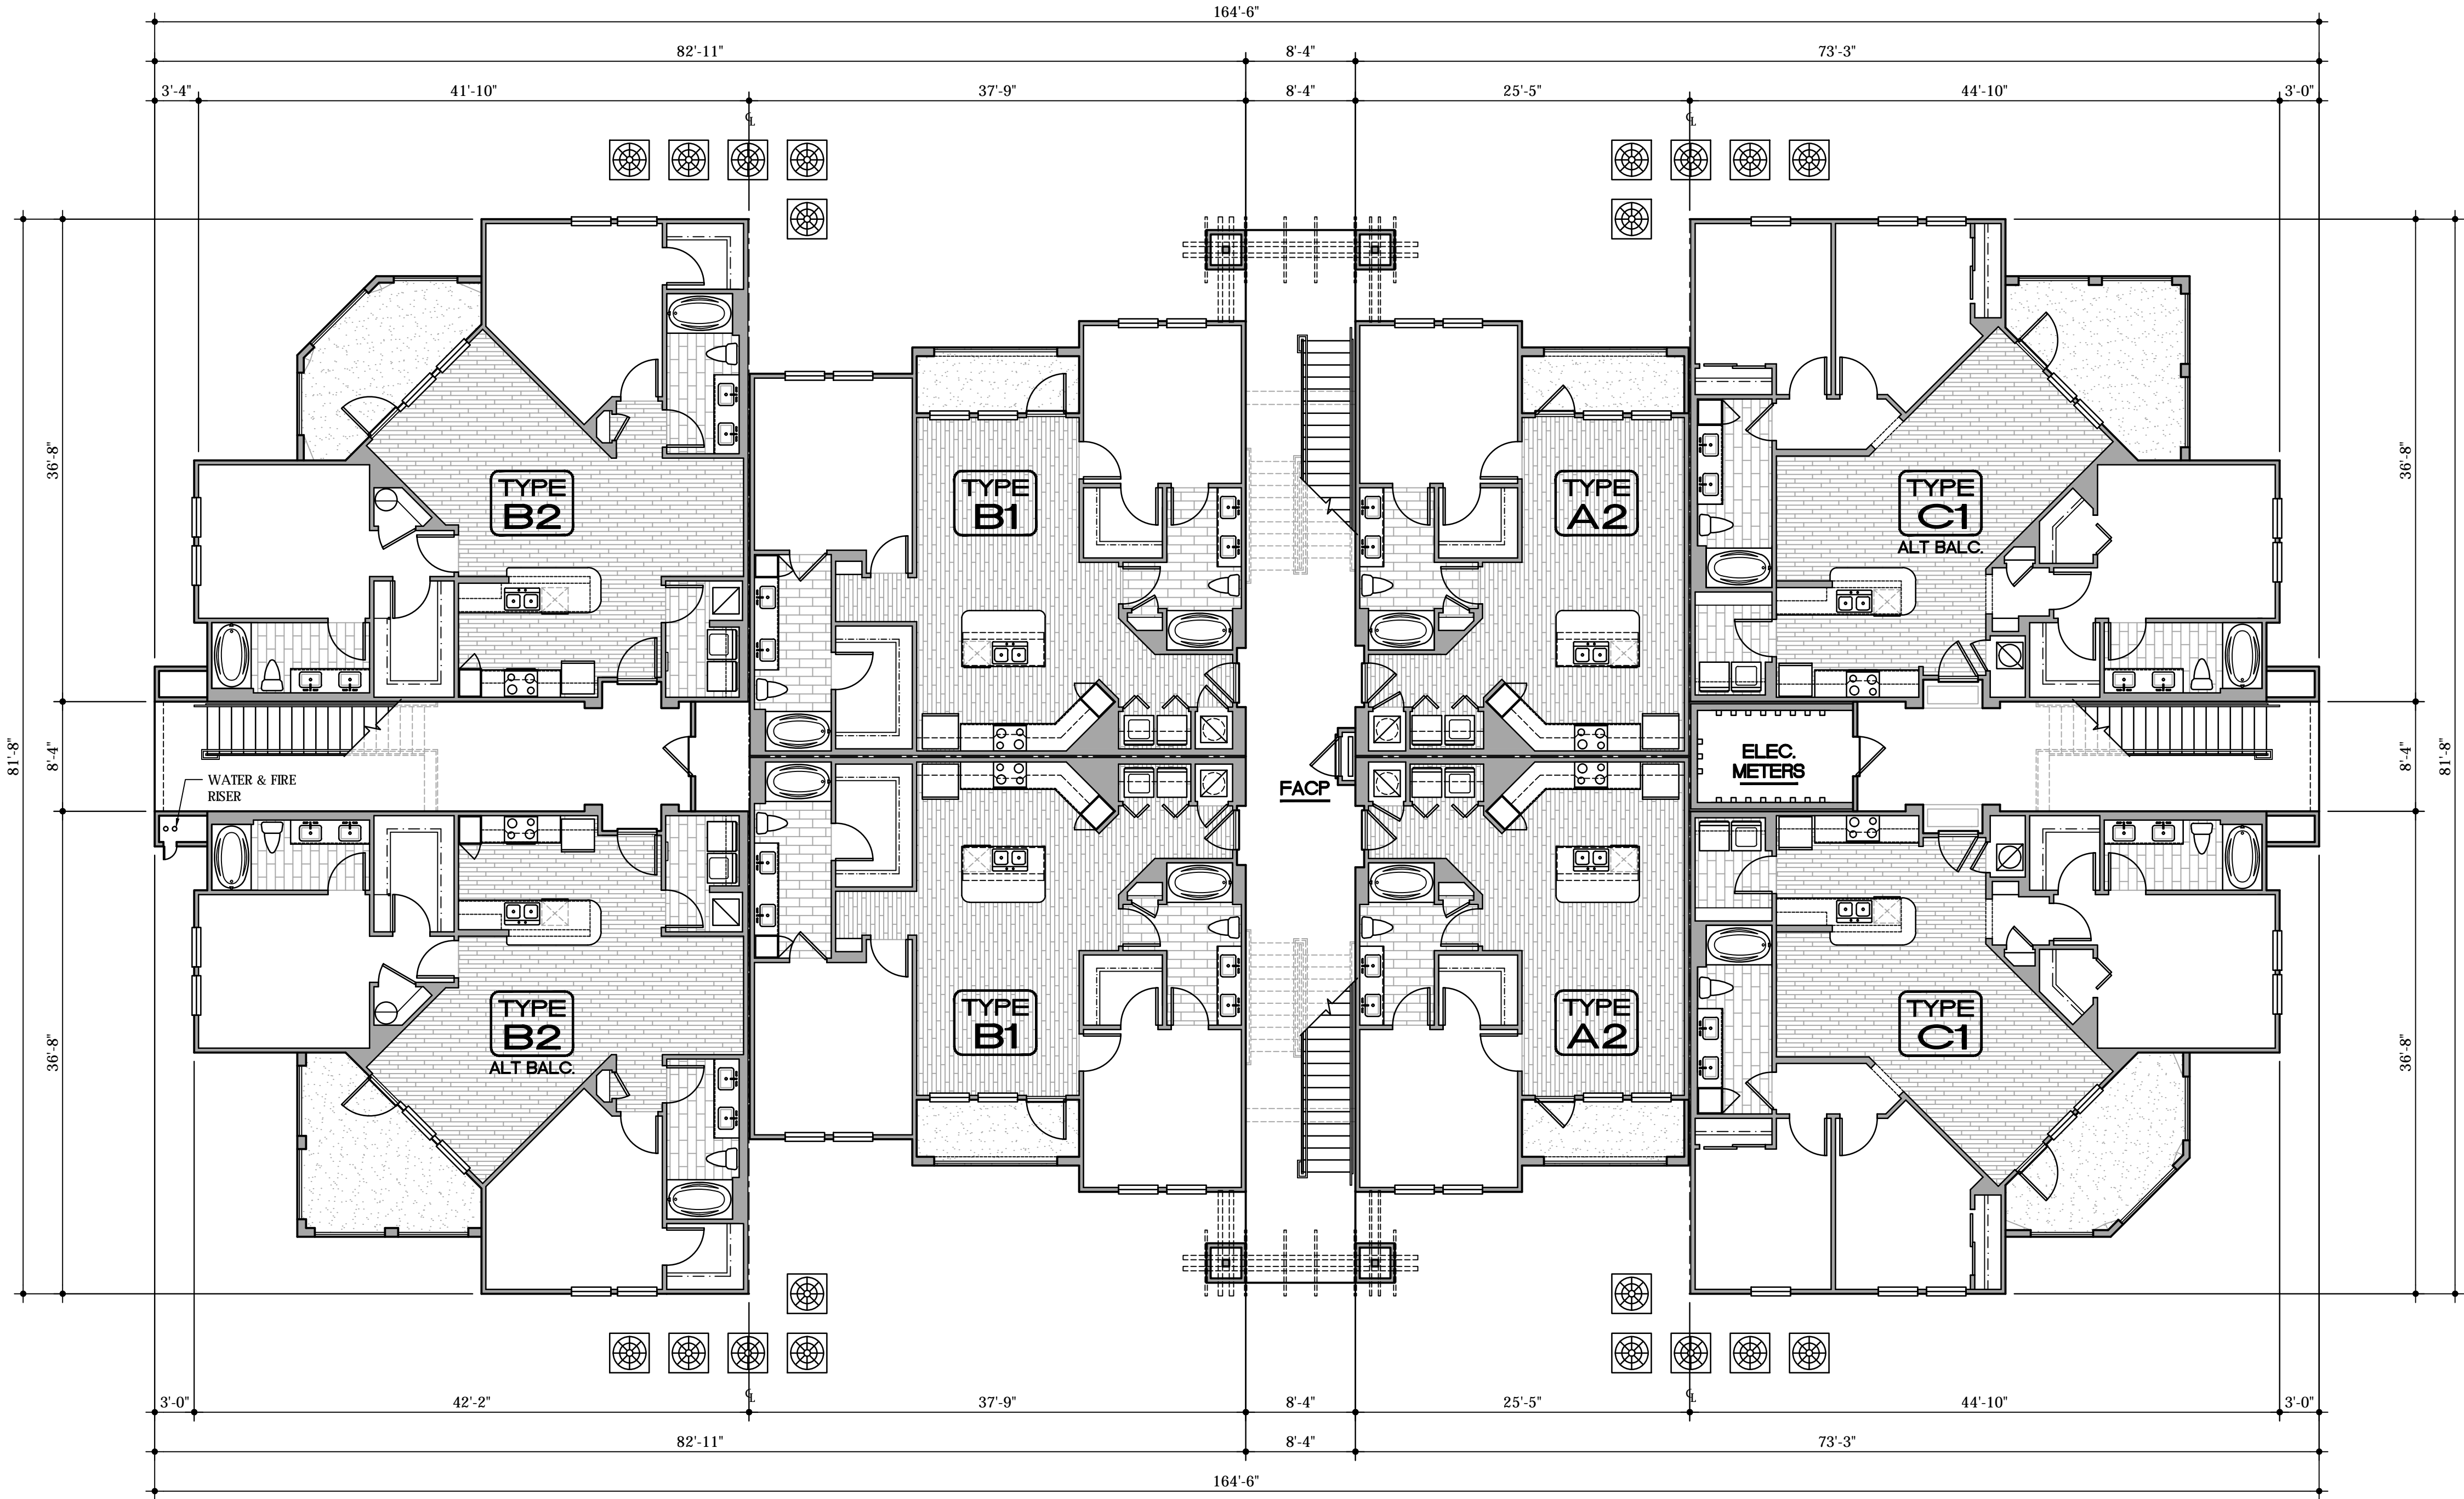 164'-6"
82'-11"
8'-4"
73'-3"
3'-4"
41'-10"
37'-9"
8'-4"
25'-5"
44'-10"
3'-0"
℄
℄
36'-8"
36'-8"
TYPE
B2
TYPE
B1
TYPE
A2
TYPE
C1
ALT BALC.
81'-8"
8'-4"
WATER & FIRE
RISER
FACP
ELEC.
METERS
8'-4"
81'-8"
TYPE
B2
ALT BALC.
TYPE
B1
TYPE
A2
TYPE
C1
36'-8"
36'-8"
℄
℄
3'-0"
42'-2"
37'-9"
8'-4"
25'-5"
44'-10"
3'-0"
82'-11"
8'-4"
73'-3"
164'-6"